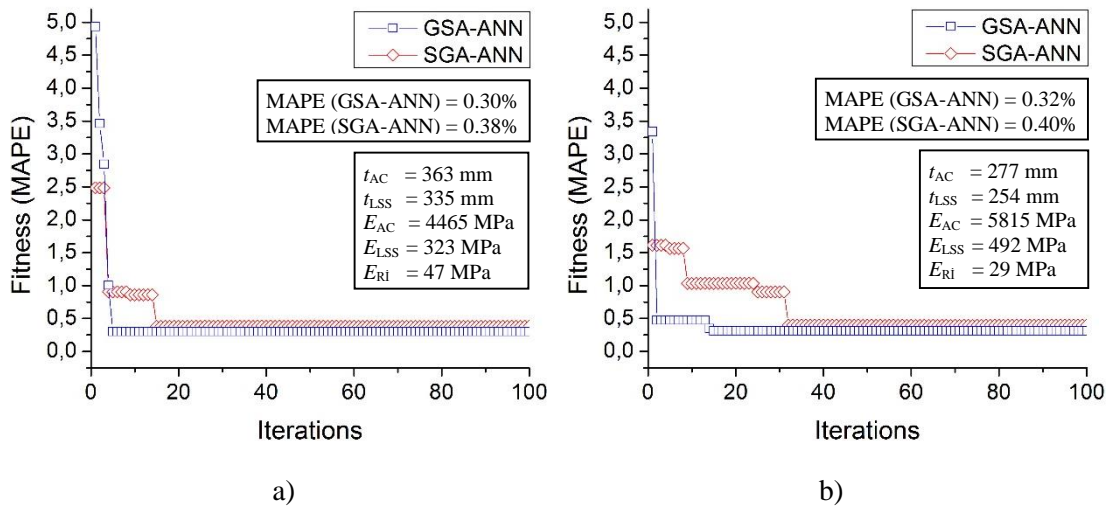 GSA-ANN
SGA-ANN
MAPE (GSA-ANN) = 0.30%
MAPE (SGA-ANN) = 0.38%
tAC = 363 mm
tLSS = 335 mm
EAC = 4465 MPa
ELSS = 323 MPa
ERİ = 47 MPa
5,0
4,5
4,0
3,5
3,0
2,5
2,0
1,5
1,0
0,5
0,0
Fitness (MAPE)
0 20 40 60 80 100
Iterations
a)
GSA-ANN
SGA-ANN
MAPE (GSA-ANN) = 0.32%
MAPE (SGA-ANN) = 0.40%
tAC = 277 mm
tLSS = 254 mm
EAC = 5815 MPa
ELSS = 492 MPa
ERİ = 29 MPa
5,0
4,5
4,0
3,5
3,0
2,5
2,0
1,5
1,0
0,5
0,0
Fitness (MAPE)
0 20 40 60 80 100
Iterations
b)